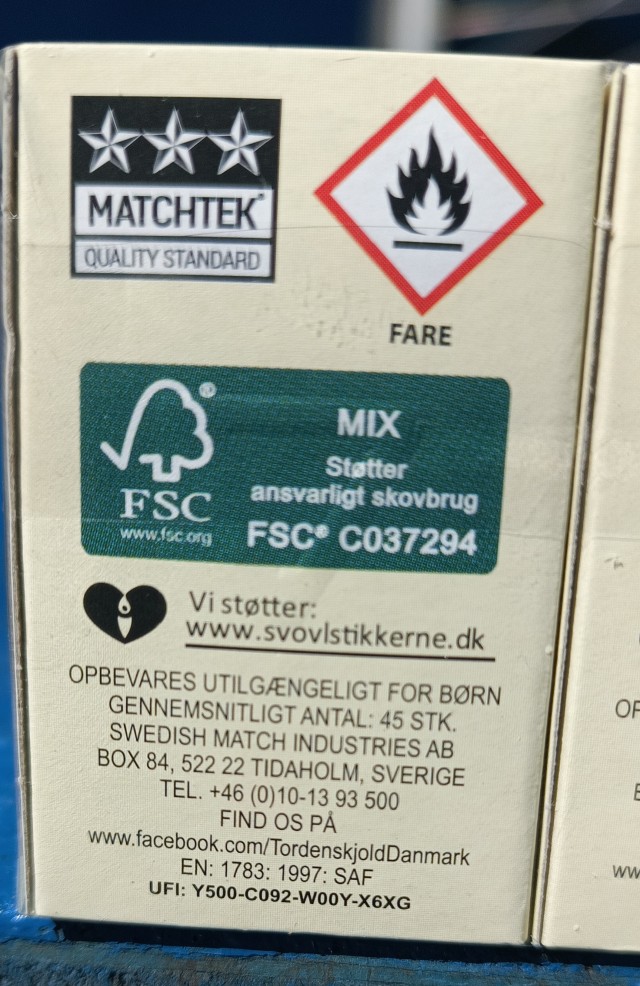 MATCHTEK®
QUALITY STANDARD
FARE
FSC®
www.fsc.org
MIX
Støtter
ansvarligt skovbrug
FSC® C037294
Vi støtter:
www.svovlstikkerne.dk
OPBEVARES UTILGÆNGELIGT FOR BØRN
GENNEMSNITLIGT ANTAL: 45 STK.
SWEDISH MATCH INDUSTRIES AB
BOX 84, 522 22 TIDAHOLM, SVERIGE
TEL. +46 (0)10-13 93 500
FIND OS PÅ
www.facebook.com/TordenskjoldDanmark
EN: 1783: 1997: SAF
UFI: Y500-C092-W00Y-X6XG